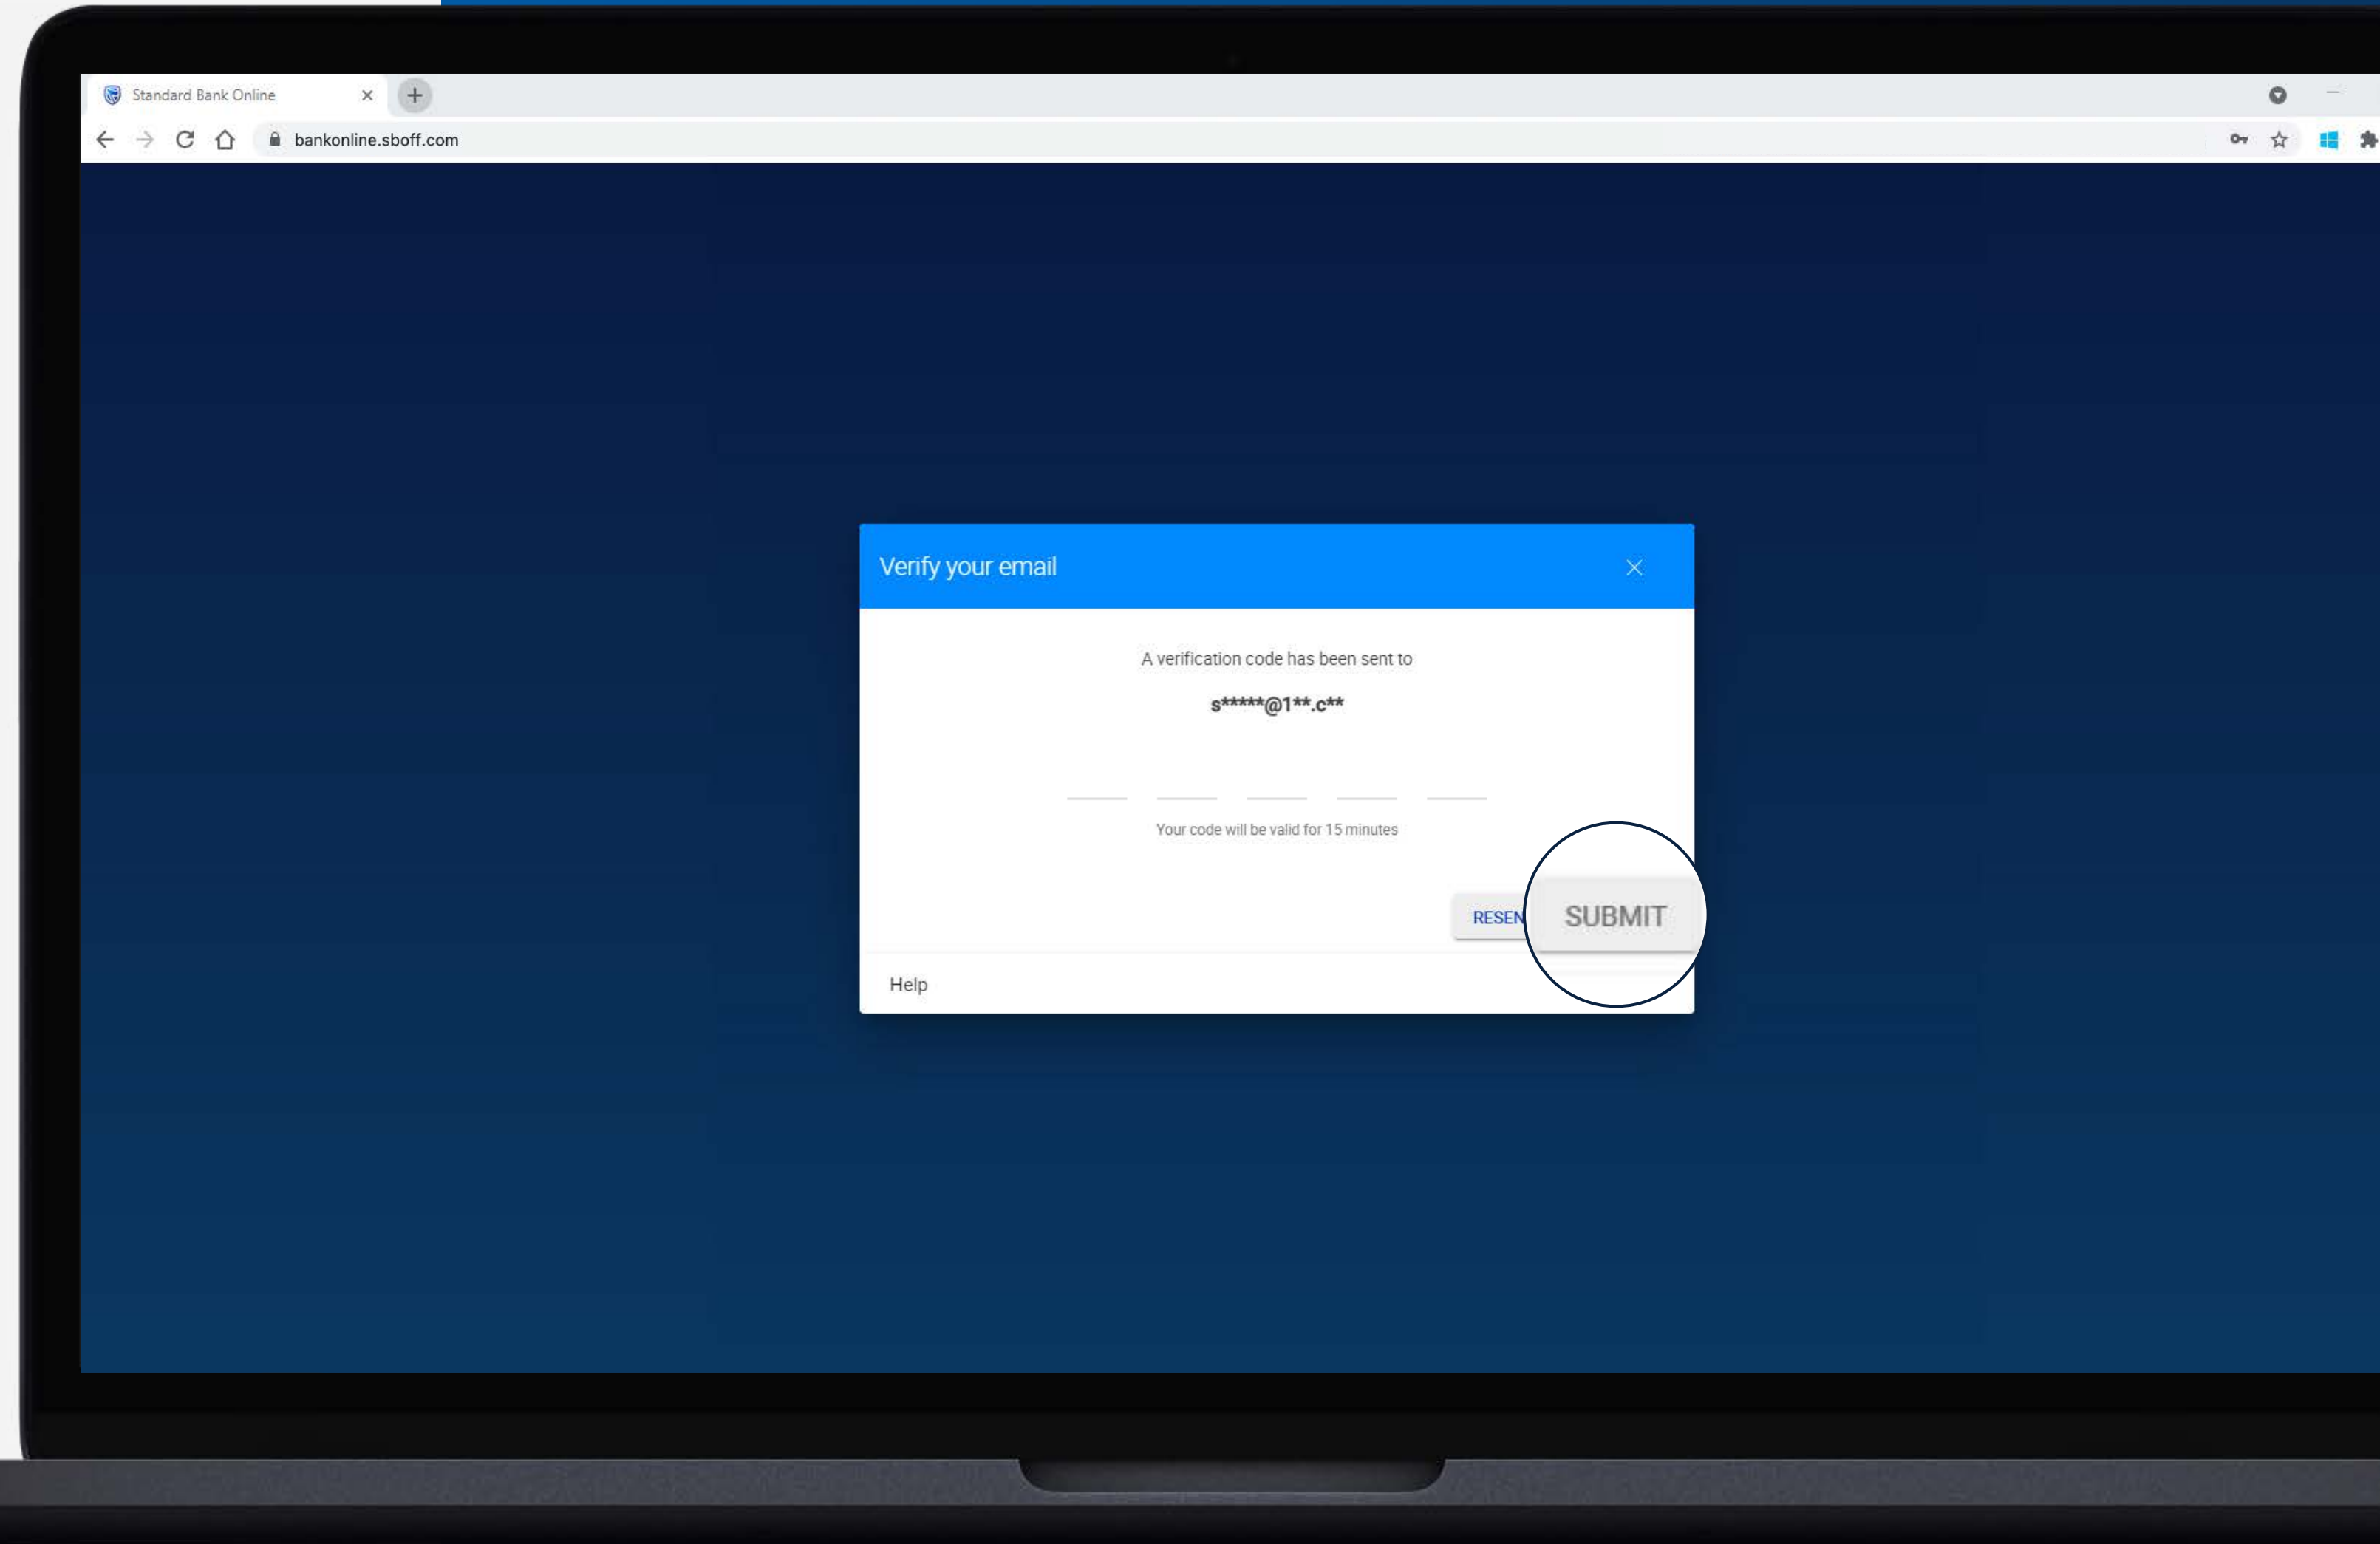 Standard Bank Online
bankonline.sboff.com
Verify your email
A verification code has been sent to
s*****@1**.c**
Your code will be valid for 15 minutes
RESEN SUBMIT
Help